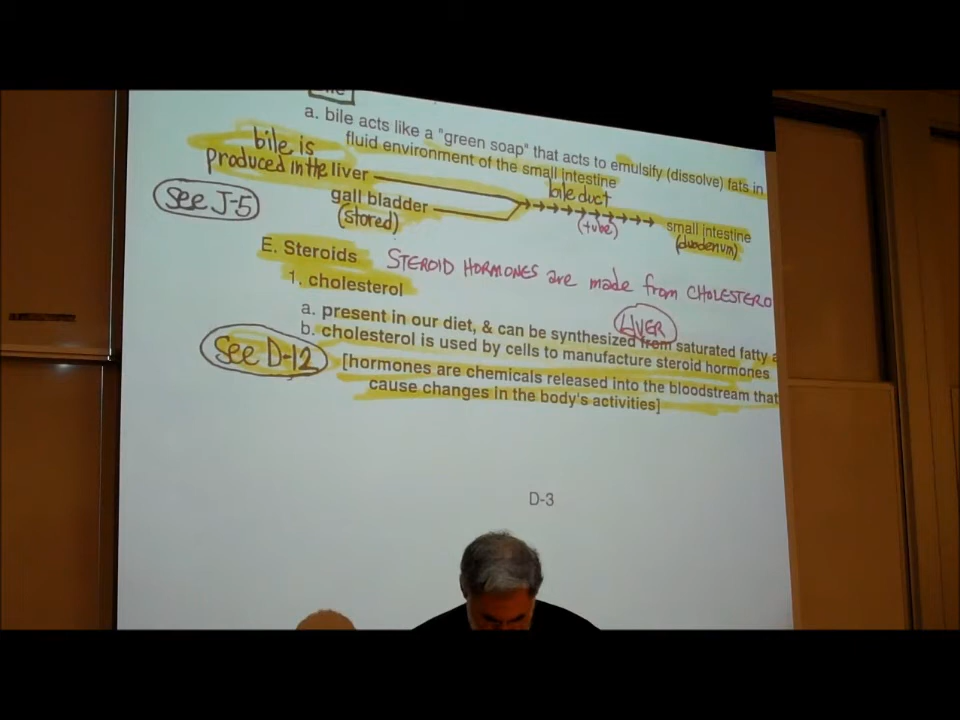 a. bile acts like a "green soap" that acts to emulsify (dissolve) fats in
fluid environment of the small intestine
bile is
produced in the liver
bile duct
See J-5
gall bladder
(stored)
(tube)
small intestine
(duodenum)
E. Steroids
STEROID HORMONES are made from CHOLESTERO
1. cholesterol
LIVER
a. present in our diet, & can be synthesized from saturated fatty a
b. cholesterol is used by cells to manufacture steroid hormones
See D-12
[hormones are chemicals released into the bloodstream that
cause changes in the body's activities]
D-3